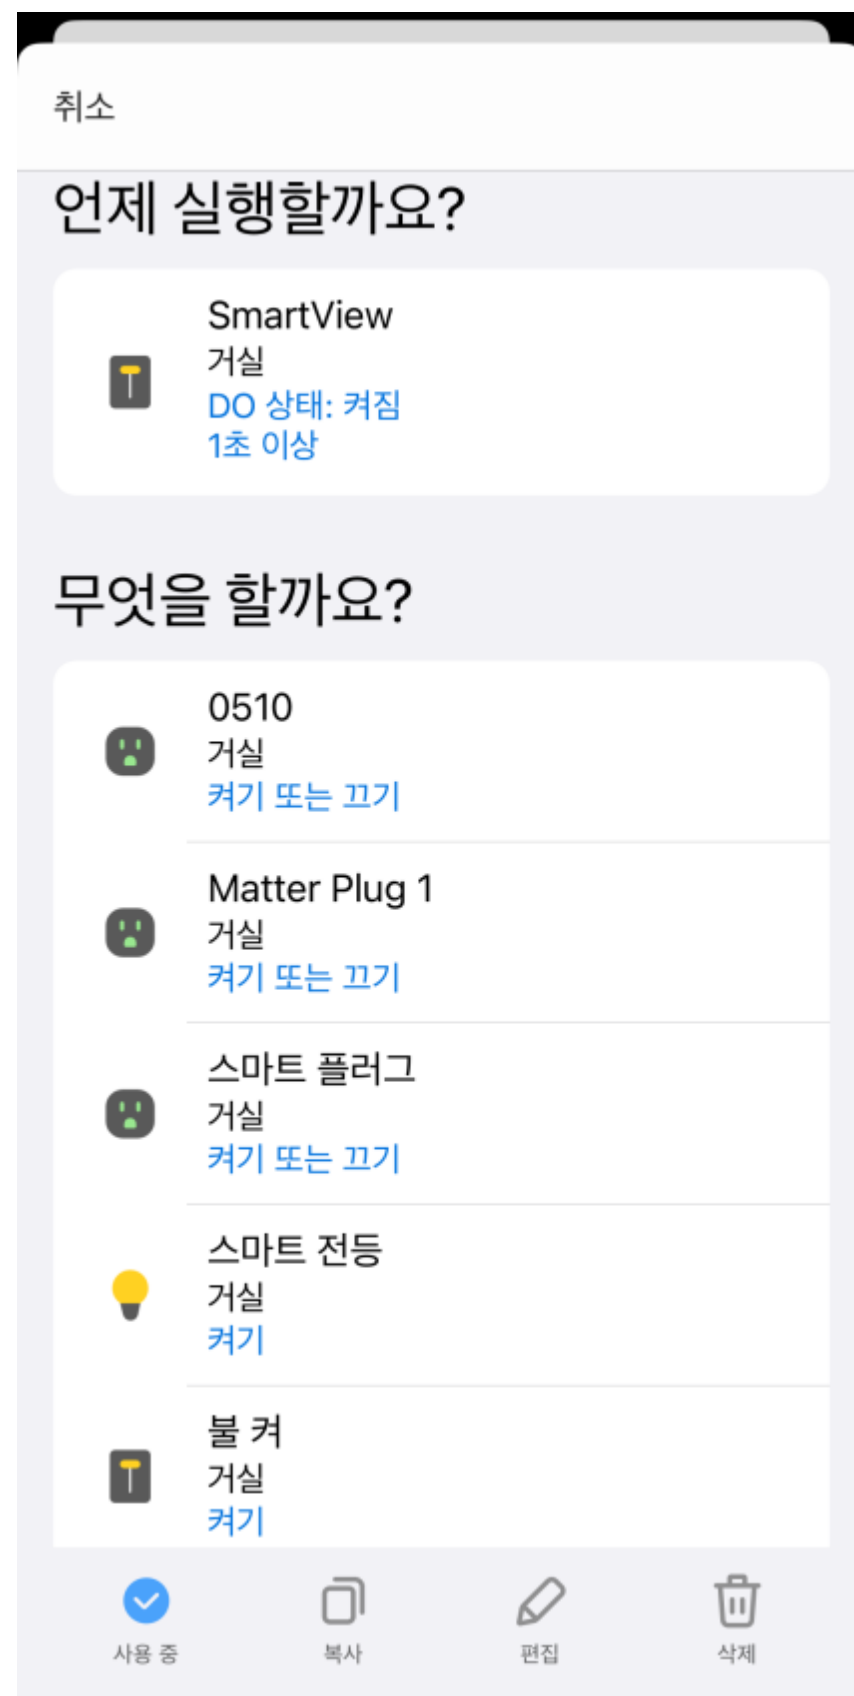 취소
언제 실행할까요?
SmartView
거실
DO 상태: 켜짐
1초 이상
무엇을 할까요?
0510
거실
켜기 또는 끄기
Matter Plug 1
거실
켜기 또는 끄기
스마트 플러그
거실
켜기 또는 끄기
스마트 전등
거실
켜기
불 켜
거실
켜기
사용 중
복사
편집
삭제